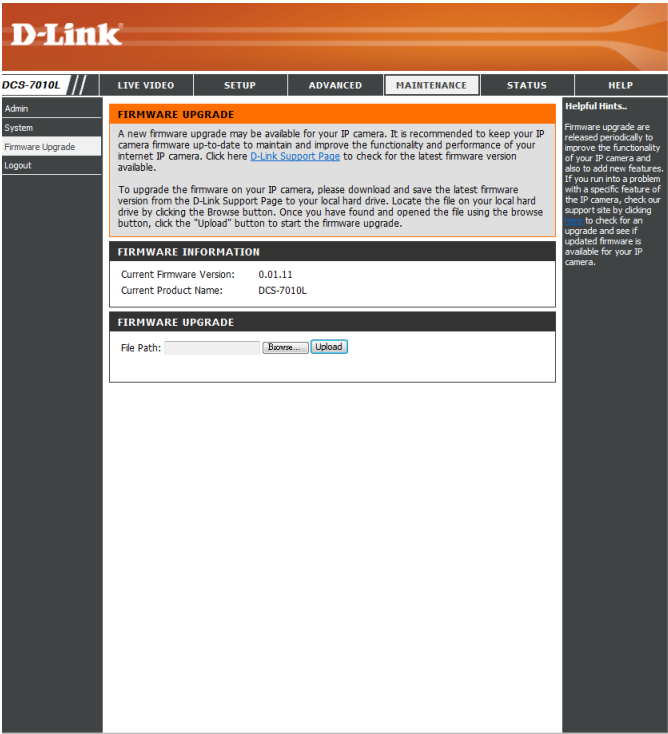 D-Link
DCS-7010L // LIVE VIDEO SETUP ADVANCED MAINTENANCE STATUS HELP
Admin
System
Firmware Upgrade
Logout
FIRMWARE UPGRADE
A new firmware upgrade may be available for your IP camera. It is recommended to keep your IP
camera firmware up-to-date to maintain and improve the functionality and performance of your
internet IP camera. Click here D-Link Support Page to check for the latest firmware version
available.
To upgrade the firmware on your IP camera, please download and save the latest firmware
version from the D-Link Support Page to your local hard drive. Locate the file on your local hard
drive by clicking the Browse button. Once you have found and opened the file using the browse
button, click the "Upload" button to start the firmware upgrade.
FIRMWARE INFORMATION
Current Firmware Version: 0.01.11
Current Product Name: DCS-7010L
FIRMWARE UPGRADE
File Path: Browse... Upload
Helpful Hints..
Firmware upgrade are
released periodically to
improve the functionality
of your IP camera and
also to add new features.
If you run into a problem
with a specific feature of
the IP camera, check our
support site by clicking
here to check for an
upgrade and see if
updated firmware is
available for your IP
camera.